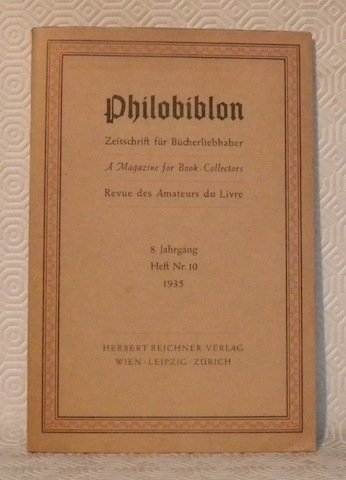 Philobiblon
Zeitschrift für Bücherliebhaber
A Magazine for Book-Collectors
Revue des Amateurs du Livre
8. Jahrgang
Heft Nr. 10
1935
HERBERT REICHNER VERLAG
WIEN · LEIPZIG · ZÜRICH